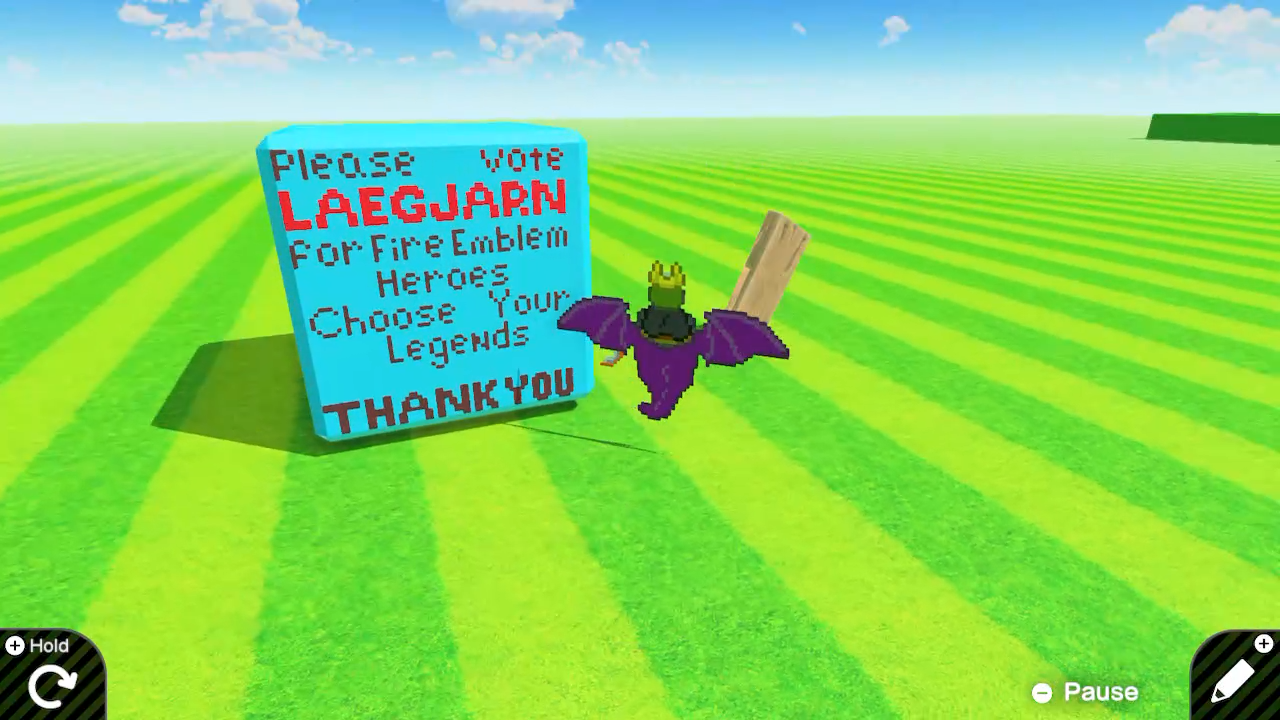 Please vote
LAEGJARN
For Fire Emblem
Heroes
Choose Your
Legends
THANK YOU
Hold
Pause